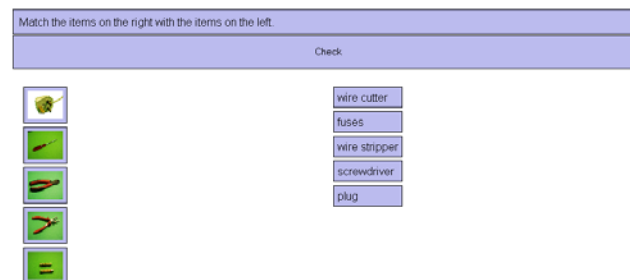 Match the items on the right with the items on the left.
Check
wire cutter
fuses
wire stripper
screwdriver
plug